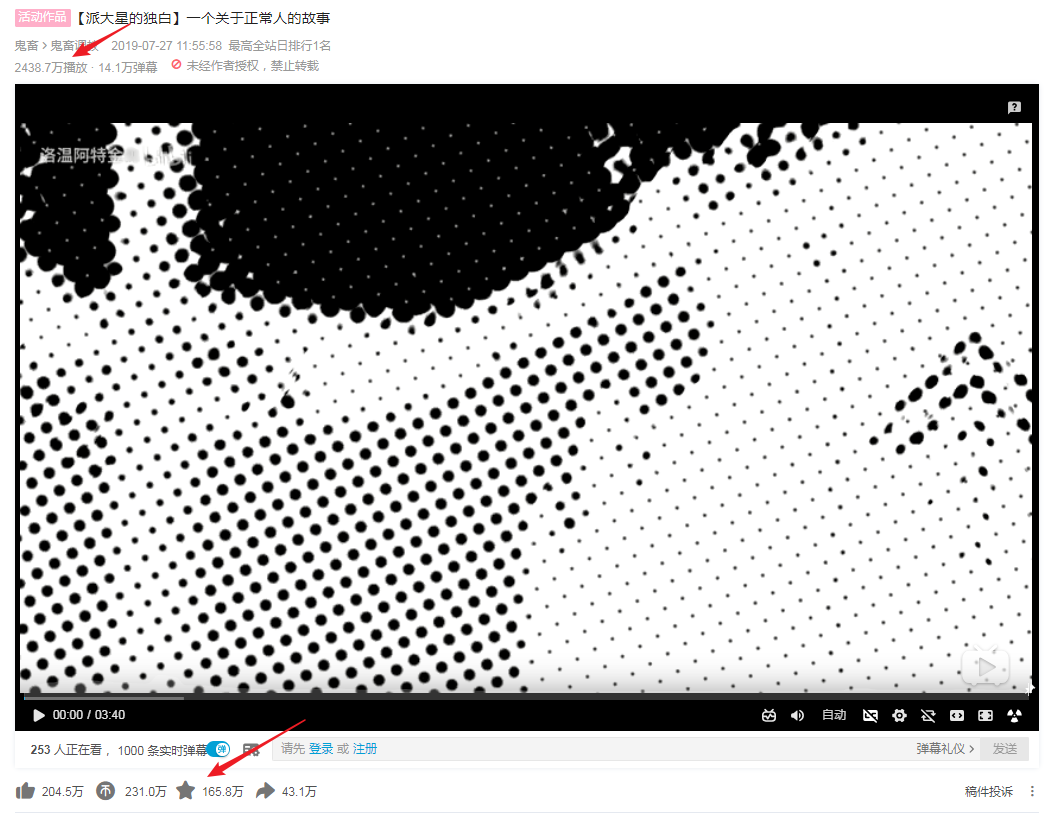 活动作品 【派大星的独白】一个关于正常人的故事
鬼畜 > 鬼畜 2019-07-27 11:55:58 最高全站日排行1名
2438.7万播放 · 14.1万弹幕 未经作者授权，禁止转载
洛温阿特金
00:00 / 03:40 自动
253 人正在看， 1000 条实时弹幕 弹 请先 登录 或 注册 弹幕礼仪 > 发送
204.5万 231.0万 165.8万 43.1万 稿件投诉